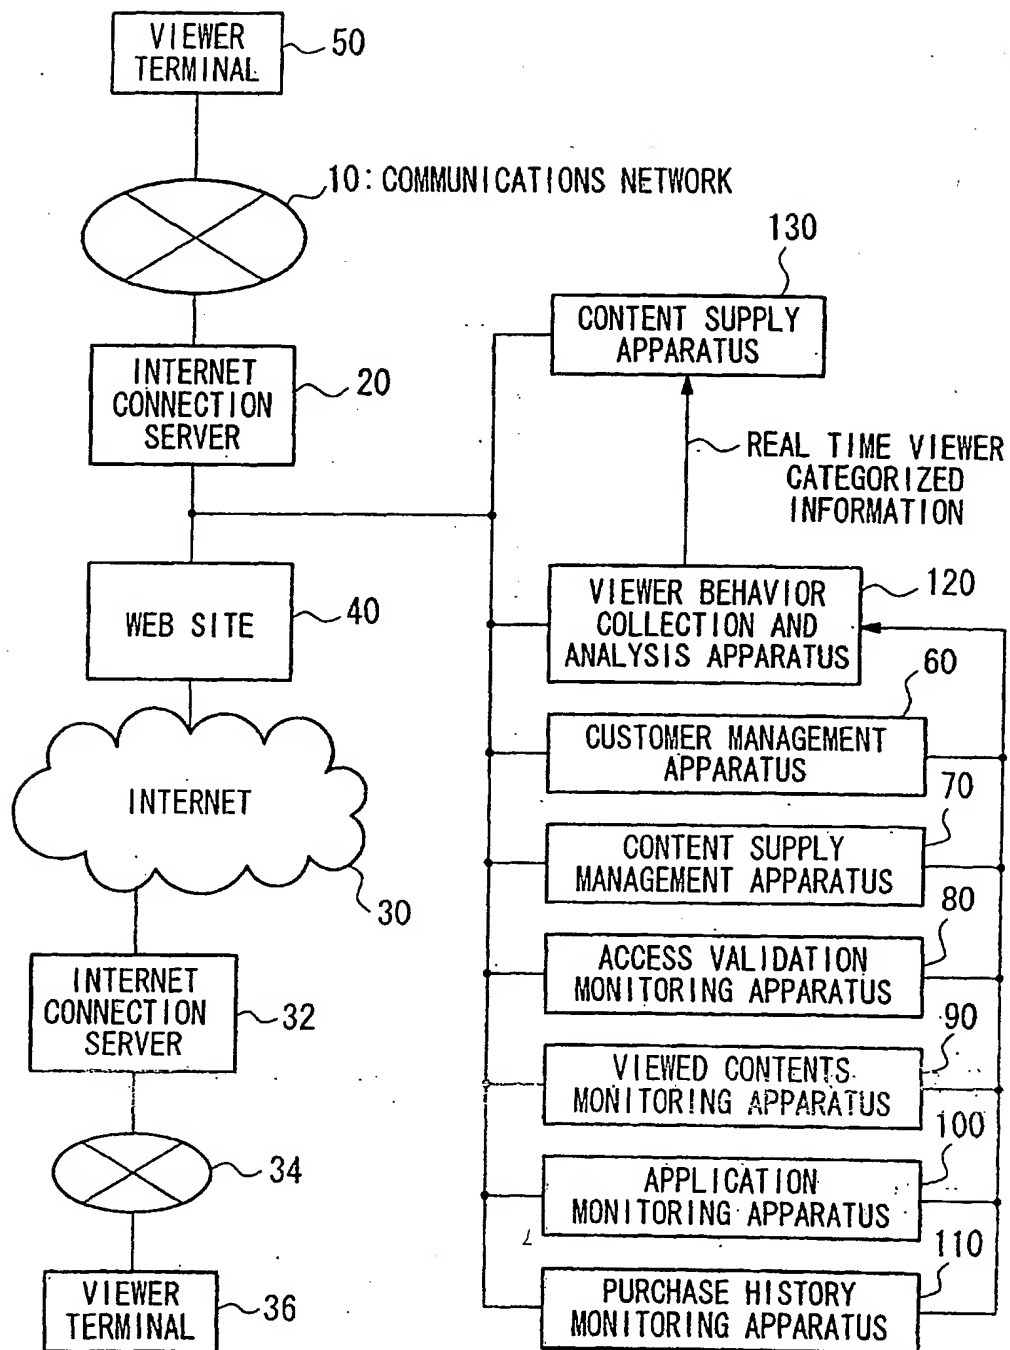 VIEWER
TERMINAL
50
10: COMMUNICATIONS NETWORK
130
CONTENT SUPPLY
APPARATUS
INTERNET
CONNECTION
SERVER
20
REAL TIME VIEWER
CATEGORIZED
INFORMATION
WEB SITE
40
VIEWER BEHAVIOR
COLLECTION AND
ANALYSIS APPARATUS
120
60
CUSTOMER MANAGEMENT
APPARATUS
INTERNET
30
70
CONTENT SUPPLY
MANAGEMENT APPARATUS
80
ACCESS VALIDATION
MONITORING APPARATUS
INTERNET
CONNECTION
SERVER
32
90
VIEWED CONTENTS
MONITORING APPARATUS
34
100
APPLICATION
MONITORING APPARATUS
110
PURCHASE HISTORY
MONITORING APPARATUS
VIEWER
TERMINAL
36